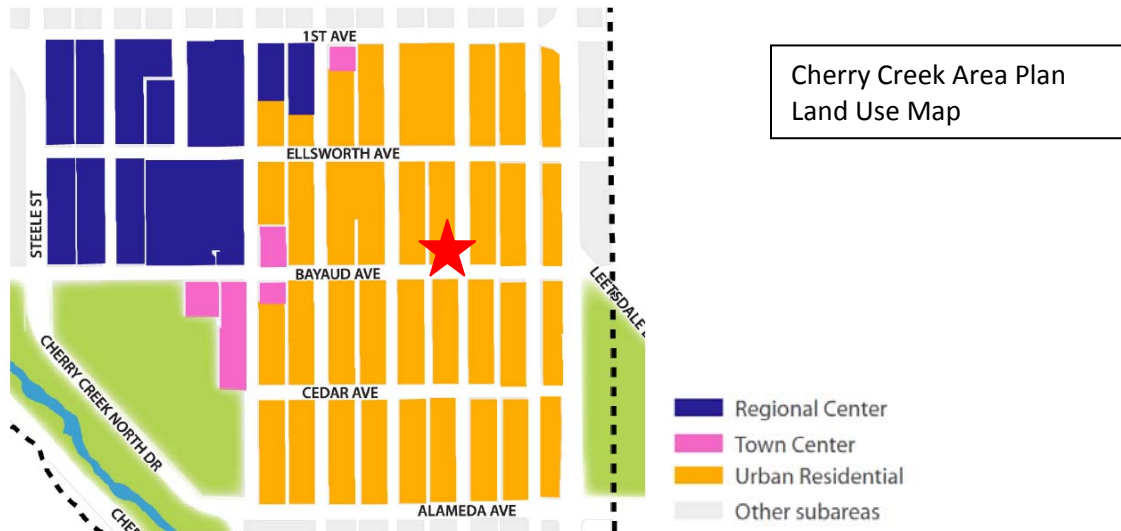 1ST AVE
Cherry Creek Area Plan
Land Use Map
ELLSWORTH AVE
STEELE ST
BAYAUD AVE
LEETSDALE
CHERRY CREEK NORTH DR
CEDAR AVE
Regional Center
Town Center
Urban Residential
ALAMEDA AVE
Other subareas